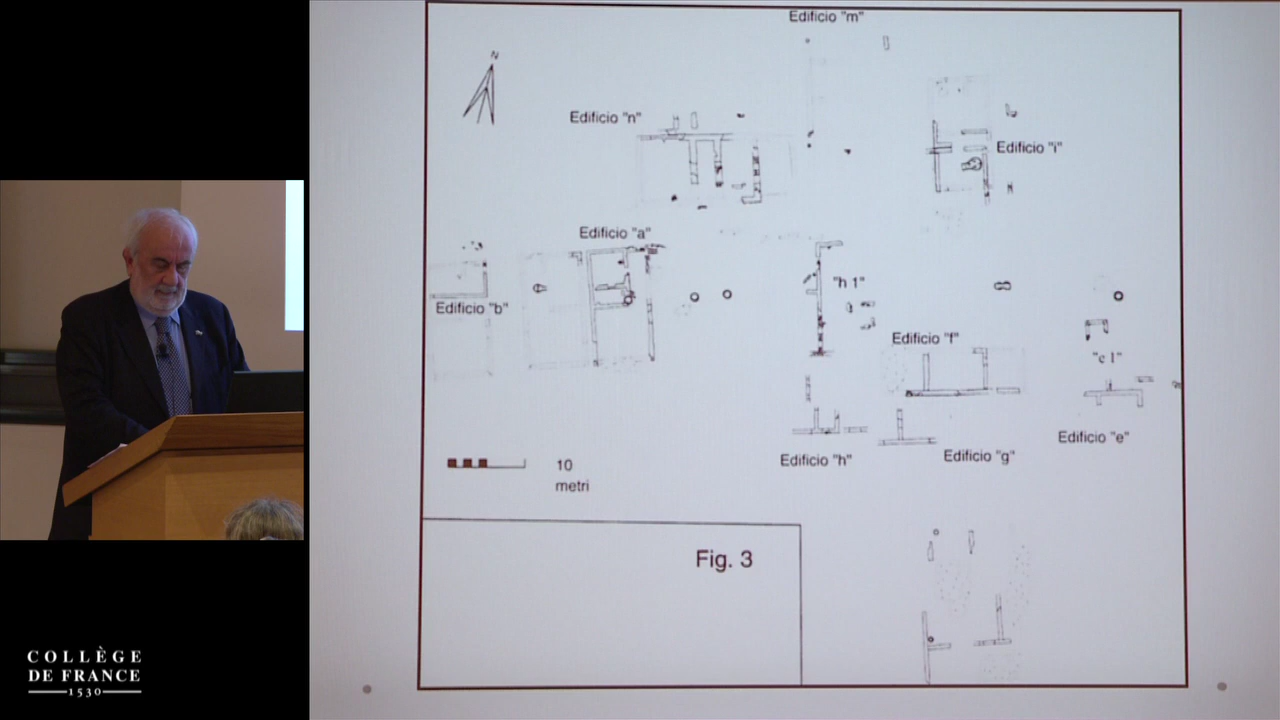 Edificio "m"
N
Edificio "n"
Edificio "i"
Edificio "a"
Edificio "b"
"h 1"
Edificio "f"
"e 1"
Edificio "e"
Edificio "h"
Edificio "g"
10
metri
Fig. 3
COLLÈGE
DE FRANCE
1530